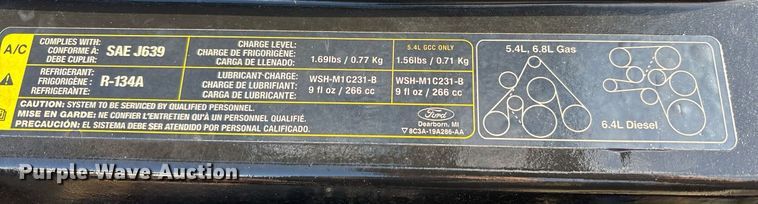 A/C
COMPLIES WITH:
CONFORME À:
DEBE CUPLIR:
SAE J639
CHARGE LEVEL:
CHARGE DE FRIGORIGÈNE:
CARGA DE LLENADO:
1.69lbs / 0.77 Kg
5.4L GCC ONLY
1.56lbs / 0.71 Kg
REFRIGERANT:
FRIGORIGÈNE:
REFRIGERANTE:
R-134A
LUBRICANT-CHARGE:
CHARGE DE LUBRIFIANT:
CARGA DE LUBRICANTE:
WSH-M1C231-B
9 fl oz / 266 cc
WSH-M1C231-B
9 fl oz / 266 cc
CAUTION: SYSTEM TO BE SERVICED BY QUALIFIED PERSONNEL.
MISE EN GARDE: NE CONFIER L'ENTRETIEN QU'À UN PERSONNEL QUALIFIÉ.
PRECAUCIÓN: EL SISTEMA DEBE SER ATENDIDO POR PERSONAL CALIFICADO.
Ford
Dearborn, MI
8C3A-19A286-AA
5.4L, 6.8L Gas
6.4L Diesel
Purple Wave Auction